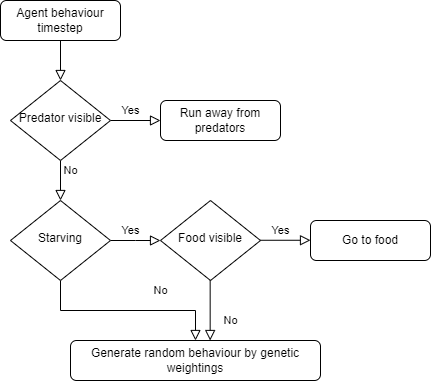 Agent behaviour
timestep
Predator visible
Yes
Run away from
predators
No
Starving
Yes
Food visible
Yes
Go to food
No
No
Generate random behaviour by genetic
weightings